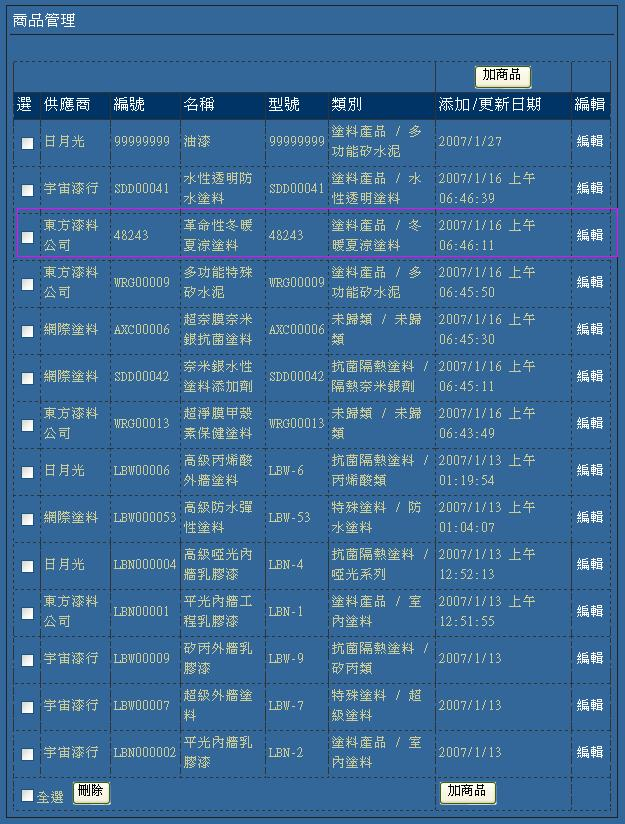 商品管理
加商品
選 供應商 編號 名稱 型號 類別 添加/更新日期 編輯
日月光 99999999 油漆 99999999 塗料產品 / 多功能矽水泥 2007/1/27 編輯
宇宙漆行 SDD00041 水性透明防水塗料 SDD00041 塗料產品 / 水性透明塗料 2007/1/16 上午 06:46:39 編輯
東方漆料公司 48243 革命性冬暖夏涼塗料 48243 塗料產品 / 冬暖夏涼塗料 2007/1/16 上午 06:46:11 編輯
東方漆料公司 WRG00009 多功能特殊矽水泥 WRG00009 塗料產品 / 多功能矽水泥 2007/1/16 上午 06:45:50 編輯
網際塗料 AXC00006 超奈膜奈米銀抗菌塗料 AXC00006 未歸類 / 未歸類 2007/1/16 上午 06:45:30 編輯
網際塗料 SDD00042 奈米銀水性塗料添加劑 SDD00042 抗菌隔熱塗料 / 隔熱奈米銀劑 2007/1/16 上午 06:45:11 編輯
東方漆料公司 WRG00013 超淨膜甲殼素保健塗料 WRG00013 未歸類 / 未歸類 2007/1/16 上午 06:43:49 編輯
日月光 LBW00006 高級丙烯酸外牆塗料 LBW-6 抗菌隔熱塗料 / 丙烯酸類 2007/1/13 上午 01:19:54 編輯
網際塗料 LBW000053 高級防水彈性塗料 LBW-53 特殊塗料 / 防水塗料 2007/1/13 上午 01:04:07 編輯
日月光 LBN000004 高級啞光內牆乳膠漆 LBN-4 抗菌隔熱塗料 / 啞光系列 2007/1/13 上午 12:52:13 編輯
東方漆料公司 LBN00001 平光內牆工程乳膠漆 LBN-1 塗料產品 / 室內塗料 2007/1/13 上午 12:51:55 編輯
宇宙漆行 LBW00009 矽丙外牆乳膠漆 LBW-9 抗菌隔熱塗料 / 矽丙類 2007/1/13 編輯
宇宙漆行 LBW00007 超級外牆塗料 LBW-7 特殊塗料 / 超級塗料 2007/1/13 編輯
宇宙漆行 LBN000002 平光內牆乳膠漆 LBN-2 塗料產品 / 室內塗料 2007/1/13 編輯
全選 刪除 加商品